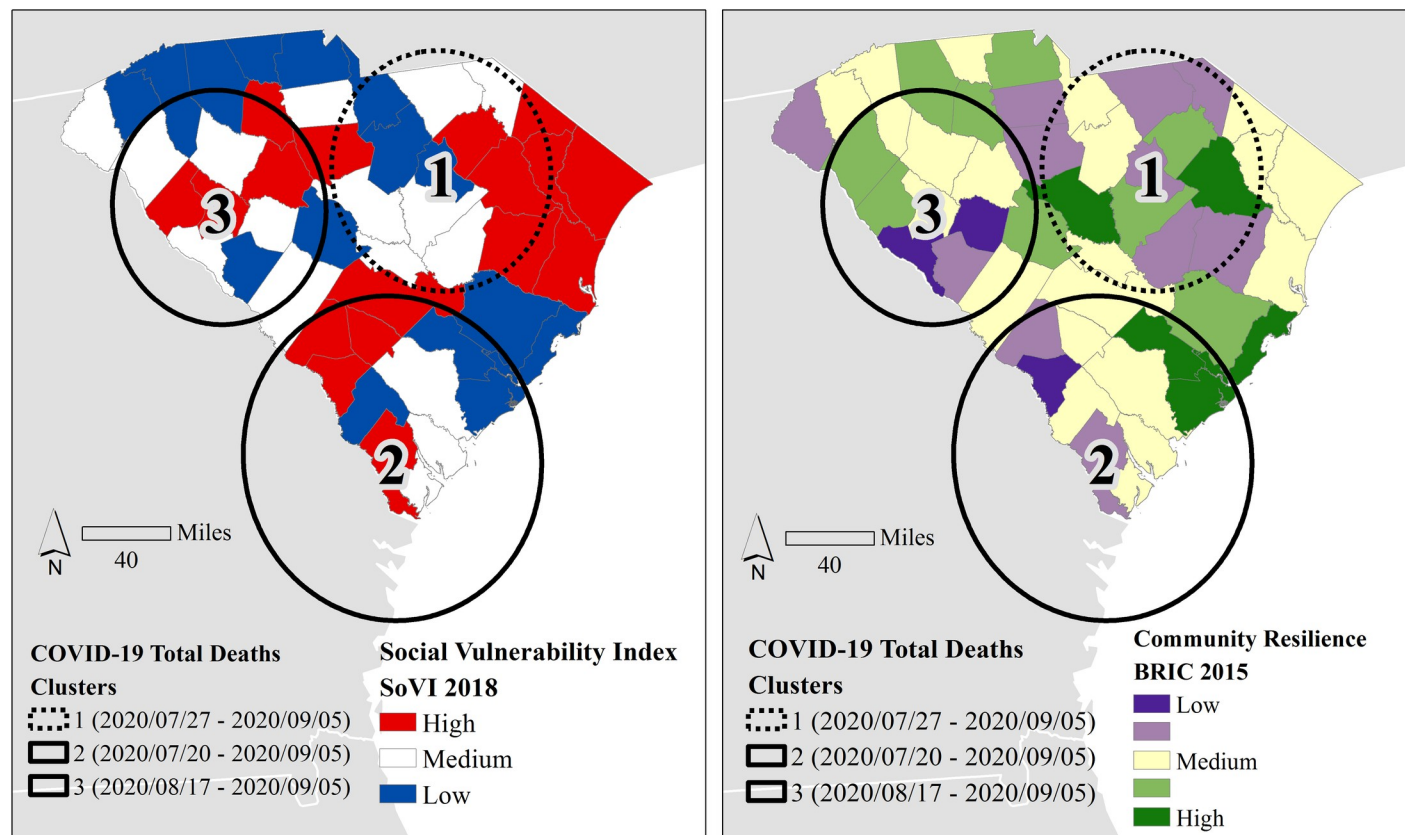 1
3
2
N
Miles
40
COVID-19 Total Deaths
Clusters
1 (2020/07/27 - 2020/09/05)
2 (2020/07/20 - 2020/09/05)
3 (2020/08/17 - 2020/09/05)
Social Vulnerability Index
SoVI 2018
High
Medium
Low
1
3
2
N
Miles
40
COVID-19 Total Deaths
Clusters
1 (2020/07/27 - 2020/09/05)
2 (2020/07/20 - 2020/09/05)
3 (2020/08/17 - 2020/09/05)
Community Resilience
BRIC 2015
Low
Medium
High